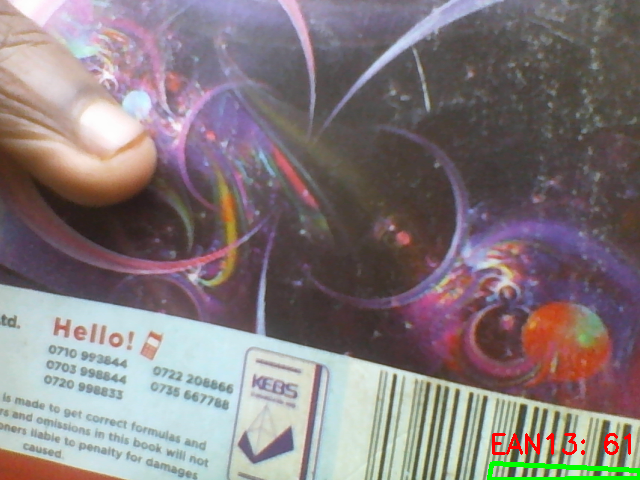 td.
Hello!
0710 993844
0703 998844
0720 998833
0722 208866
0735 667788
is made to get correct formulas and
rs and omissions in this book will not
oners liable to penalty for damages
caused.
KEBS
EAN13: 61